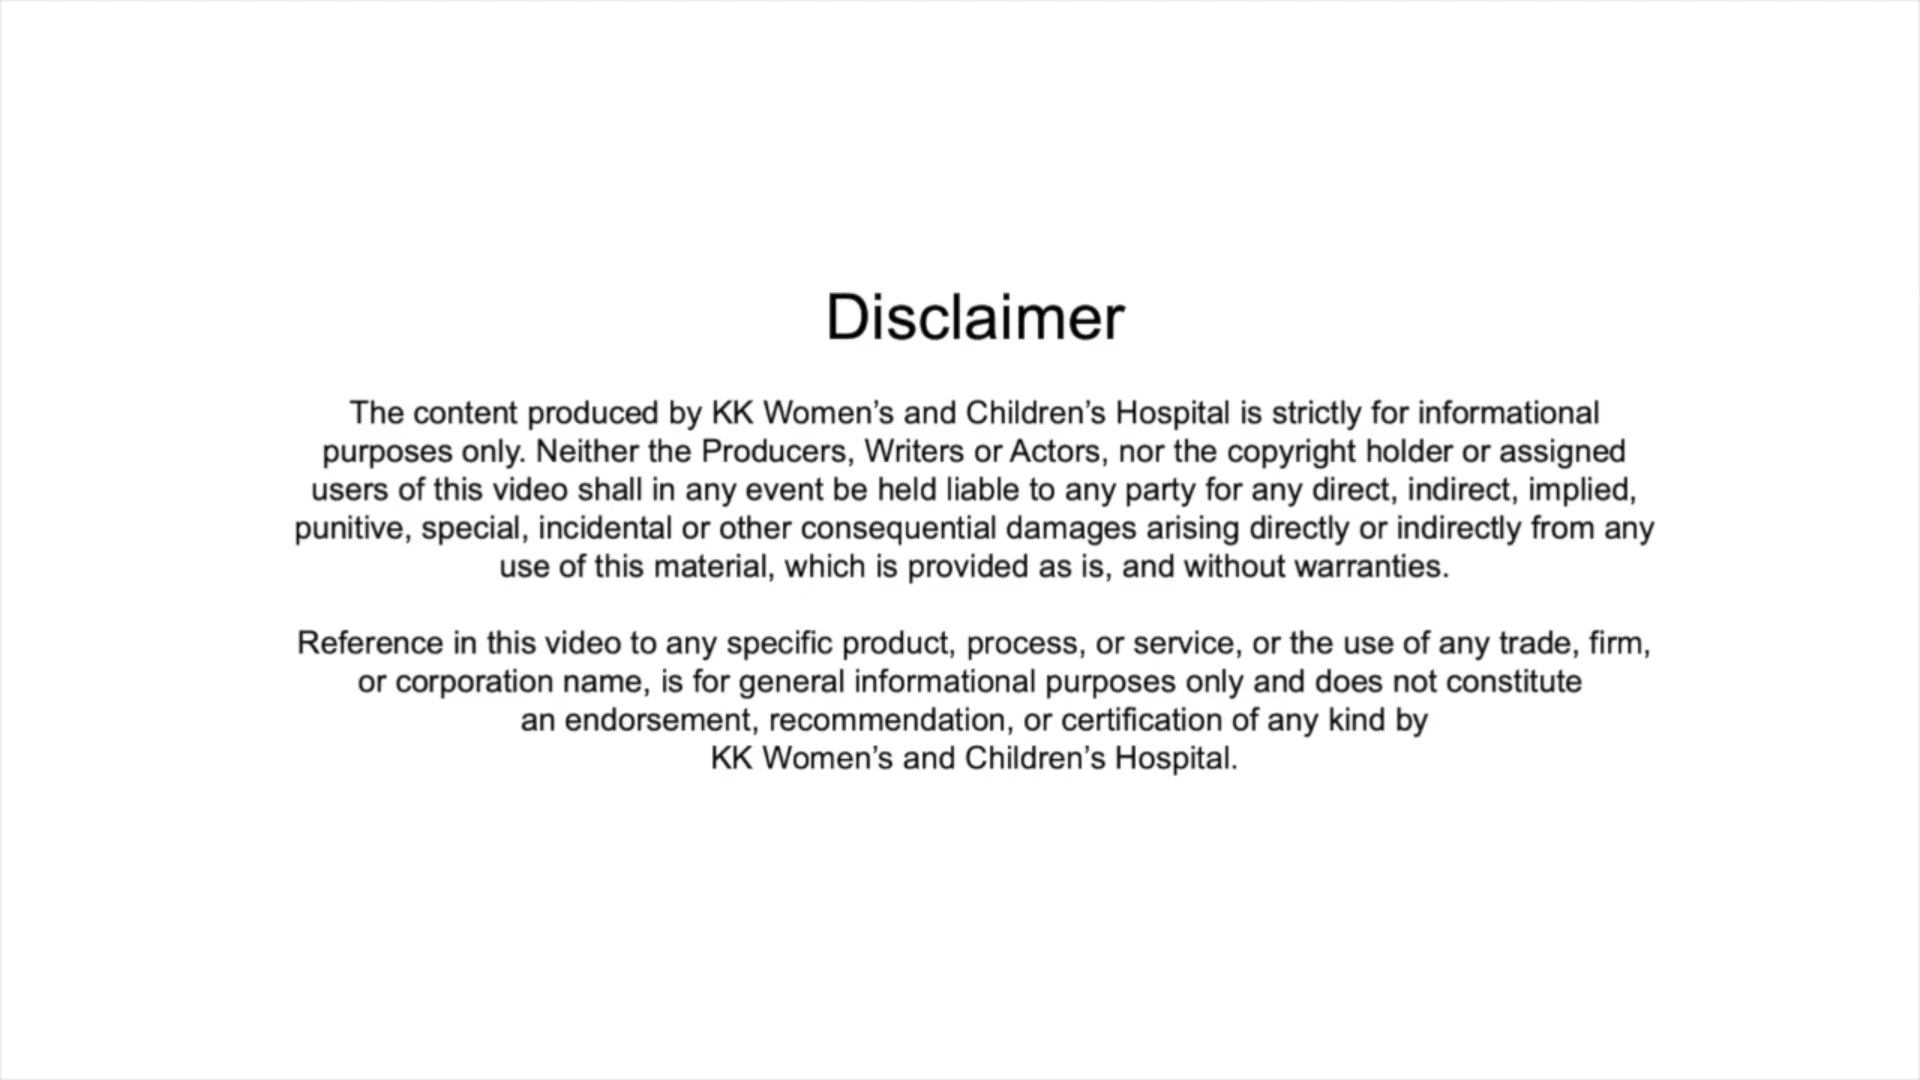 Disclaimer
The content produced by KK Women’s and Children’s Hospital is strictly for informational
purposes only. Neither the Producers, Writers or Actors, nor the copyright holder or assigned
users of this video shall in any event be held liable to any party for any direct, indirect, implied,
punitive, special, incidental or other consequential damages arising directly or indirectly from any
use of this material, which is provided as is, and without warranties.
Reference in this video to any specific product, process, or service, or the use of any trade, firm,
or corporation name, is for general informational purposes only and does not constitute
an endorsement, recommendation, or certification of any kind by
KK Women’s and Children’s Hospital.